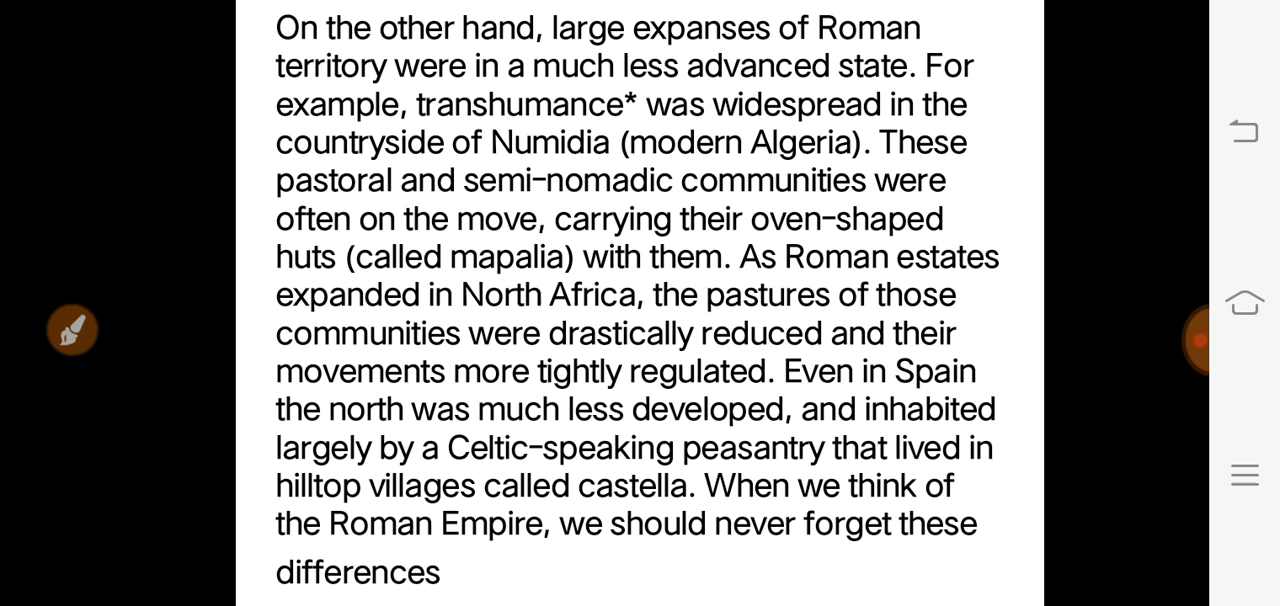 On the other hand, large expanses of Roman
territory were in a much less advanced state. For
example, transhumance* was widespread in the
countryside of Numidia (modern Algeria). These
pastoral and semi-nomadic communities were
often on the move, carrying their oven-shaped
huts (called mapalia) with them. As Roman estates
expanded in North Africa, the pastures of those
communities were drastically reduced and their
movements more tightly regulated. Even in Spain
the north was much less developed, and inhabited
largely by a Celtic-speaking peasantry that lived in
hilltop villages called castella. When we think of
the Roman Empire, we should never forget these
differences